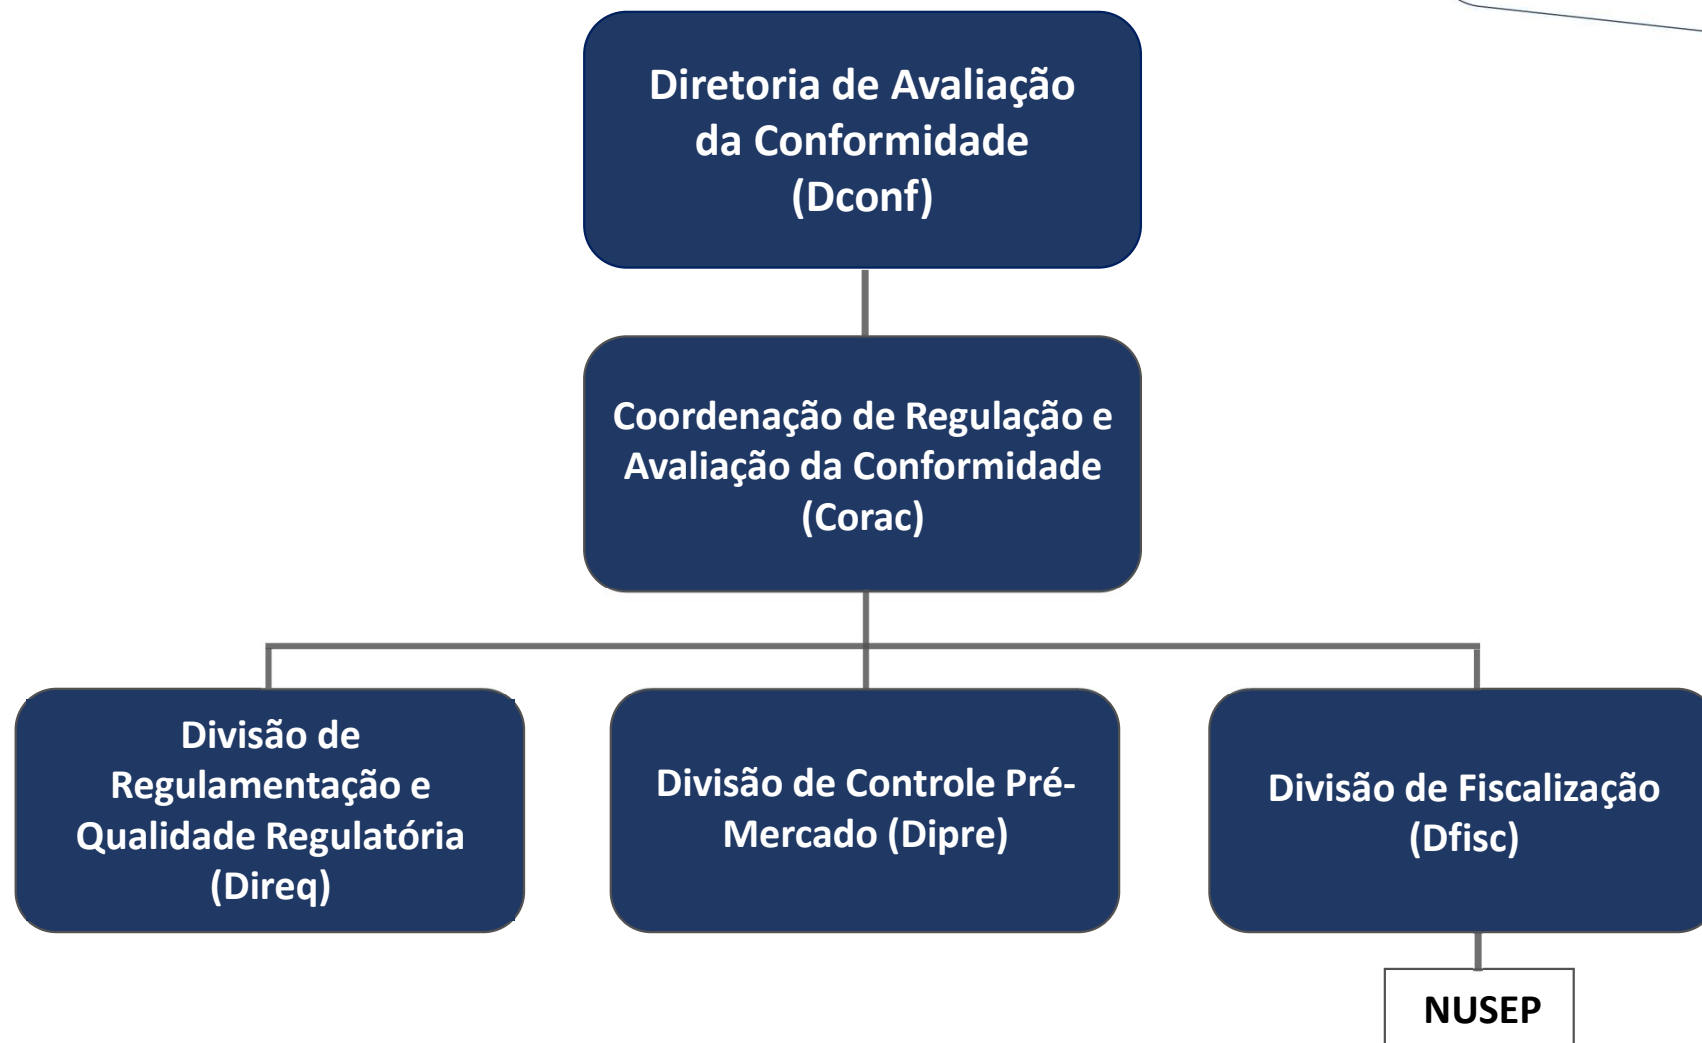 Diretoria de Avaliação
da Conformidade
(Dconf)
Coordenação de Regulação e
Avaliação da Conformidade
(Corac)
Divisão de
Regulamentação e
Qualidade Regulatória
(Direq)
Divisão de Controle Pré-
Mercado (Dipre)
Divisão de Fiscalização
(Dfisc)
NUSEP